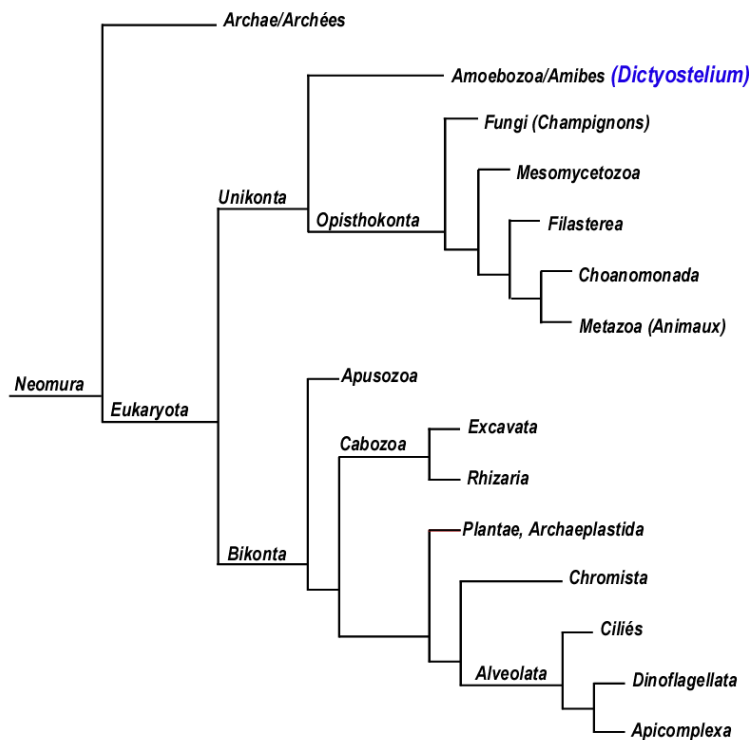 Archae/Archées
Amoebozoa/Amibes (Dictyostelium)
Fungi (Champignons)
Mesomycetozoa
Unikonta
Opisthokonta
Filasterea
Choanomonada
Metazoa (Animaux)
Neomura
Apusozoa
Eukaryota
Excavata
Cabozoa
Rhizaria
Plantae, Archaeplastida
Bikonta
Chromista
Ciliés
Alveolata
Dinoflagellata
Apicomplexa